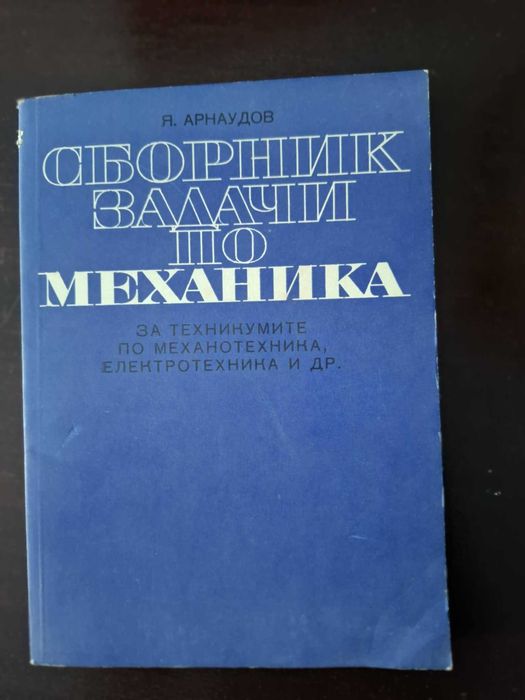 Я. АРНАУДОВ
СБОРНИК
ЗАДАЧИ
ПО
МЕХАНИКА
ЗА ТЕХНИКУМИТЕ
ПО МЕХАНОТЕХНИКА,
ЕЛЕКТРОТЕХНИКА И ДР.